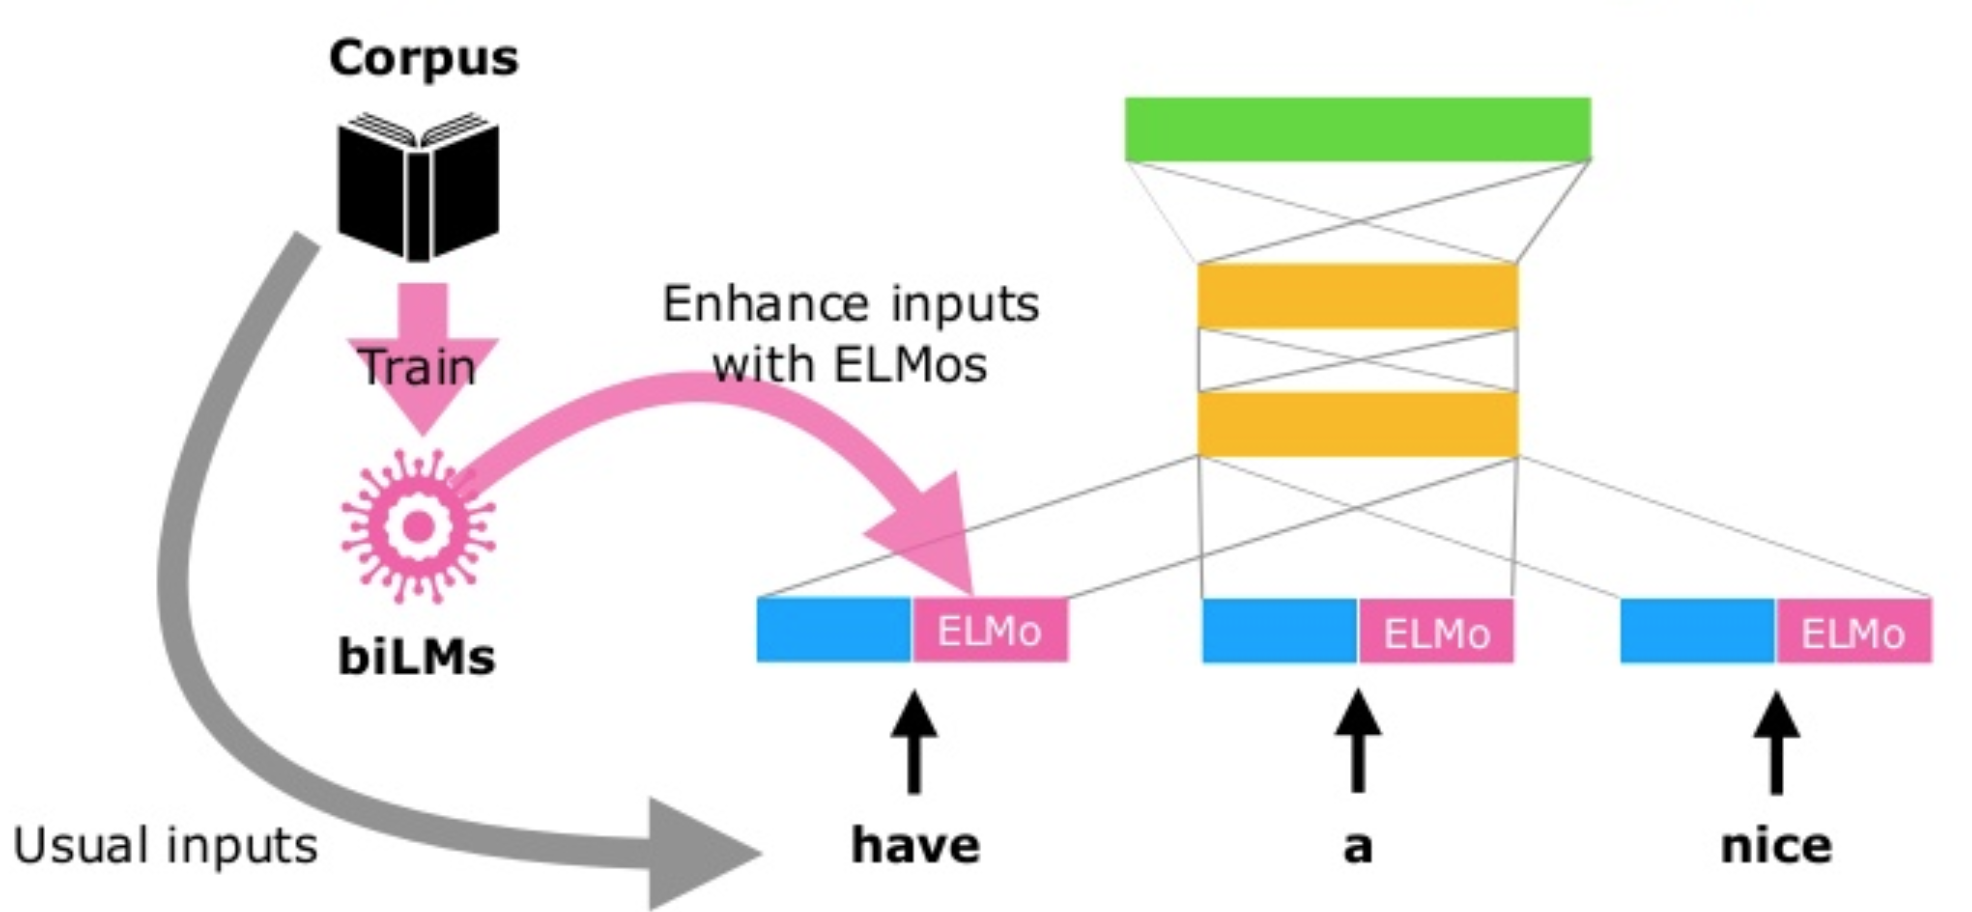 Corpus
Train
Enhance inputs
with ELMos
biLMs
ELMo
ELMo
ELMo
Usual inputs
have
a
nice